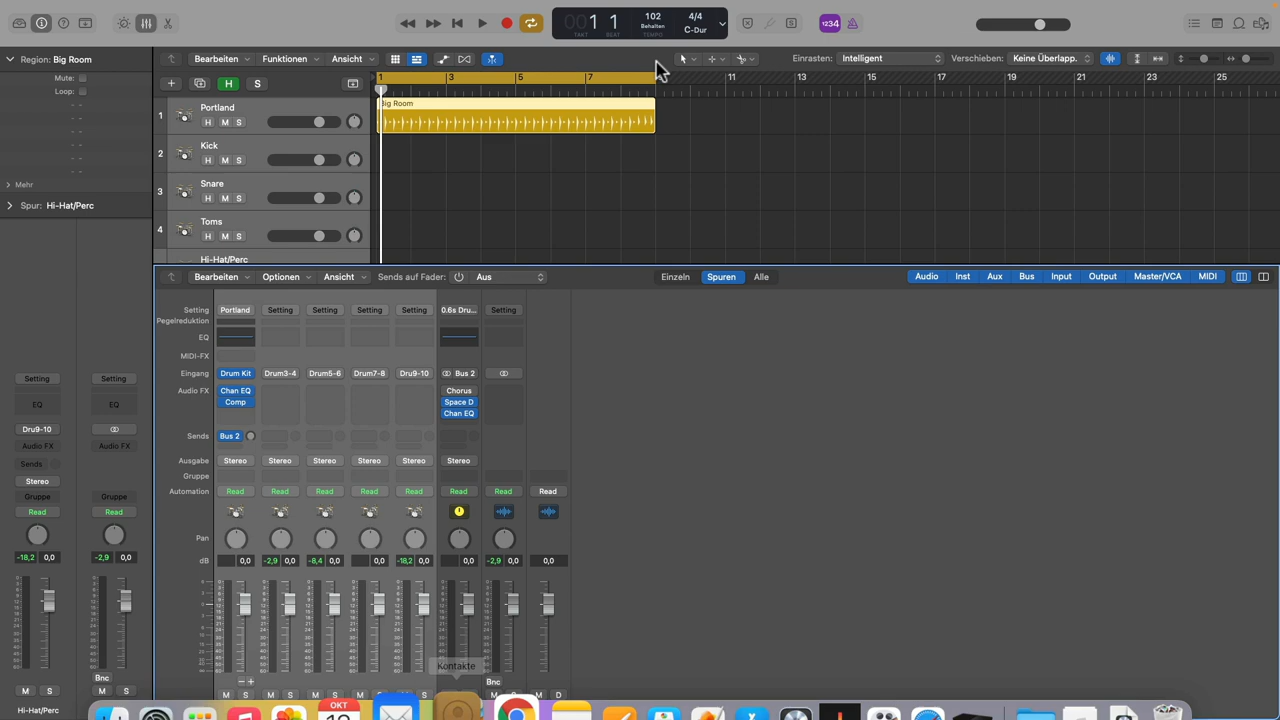 1 1
TAKT BEAT
102
Behalten
TEMPO
4/4
C-Dur
1234
Region: Big Room
Mute:
Loop:
Mehr
Spur: Hi-Hat/Perc
Bearbeiten Funktionen Ansicht
Einrasten: Intelligent Verschieben: Keine Überlapp.
H S
1 3 5 7 11 13 15 17 19 21 23 25
1 Portland
H M S
Big Room
2 Kick
H M S
3 Snare
H M S
4 Toms
H M S
Hi-Hat/Perc
Bearbeiten Optionen Ansicht Sends auf Fader: Aus
Einzeln Spuren Alle
Audio Inst Aux Bus Input Output Master/VCA MIDI
Setting Portland Setting Setting Setting Setting 0.6s Dru... Setting
Pegelreduktion
EQ
MIDI-FX
Eingang Drum Kit Drum3-4 Drum5-6 Drum7-8 Dru9-10 Bus 2
Audio FX Chan EQ Chorus
Comp Space D
Chan EQ
Sends Bus 2
Ausgabe Stereo Stereo Stereo Stereo Stereo Stereo
Gruppe
Automation Read Read Read Read Read Read Read Read
Pan
dB 0,0 -2,9 0,0 -8,4 0,0 0,0 -18,2 0,0 0,0 -2,9 0,0 0,0
Setting Setting
EQ EQ
Dru9-10
Audio FX Audio FX
Sends
Stereo
Gruppe Gruppe
Read Read
-18,2 0,0 -2,9 0,0
Bnc
M S M S
Hi-Hat/Perc
Kontakte
Bnc
M S
M D
OKT